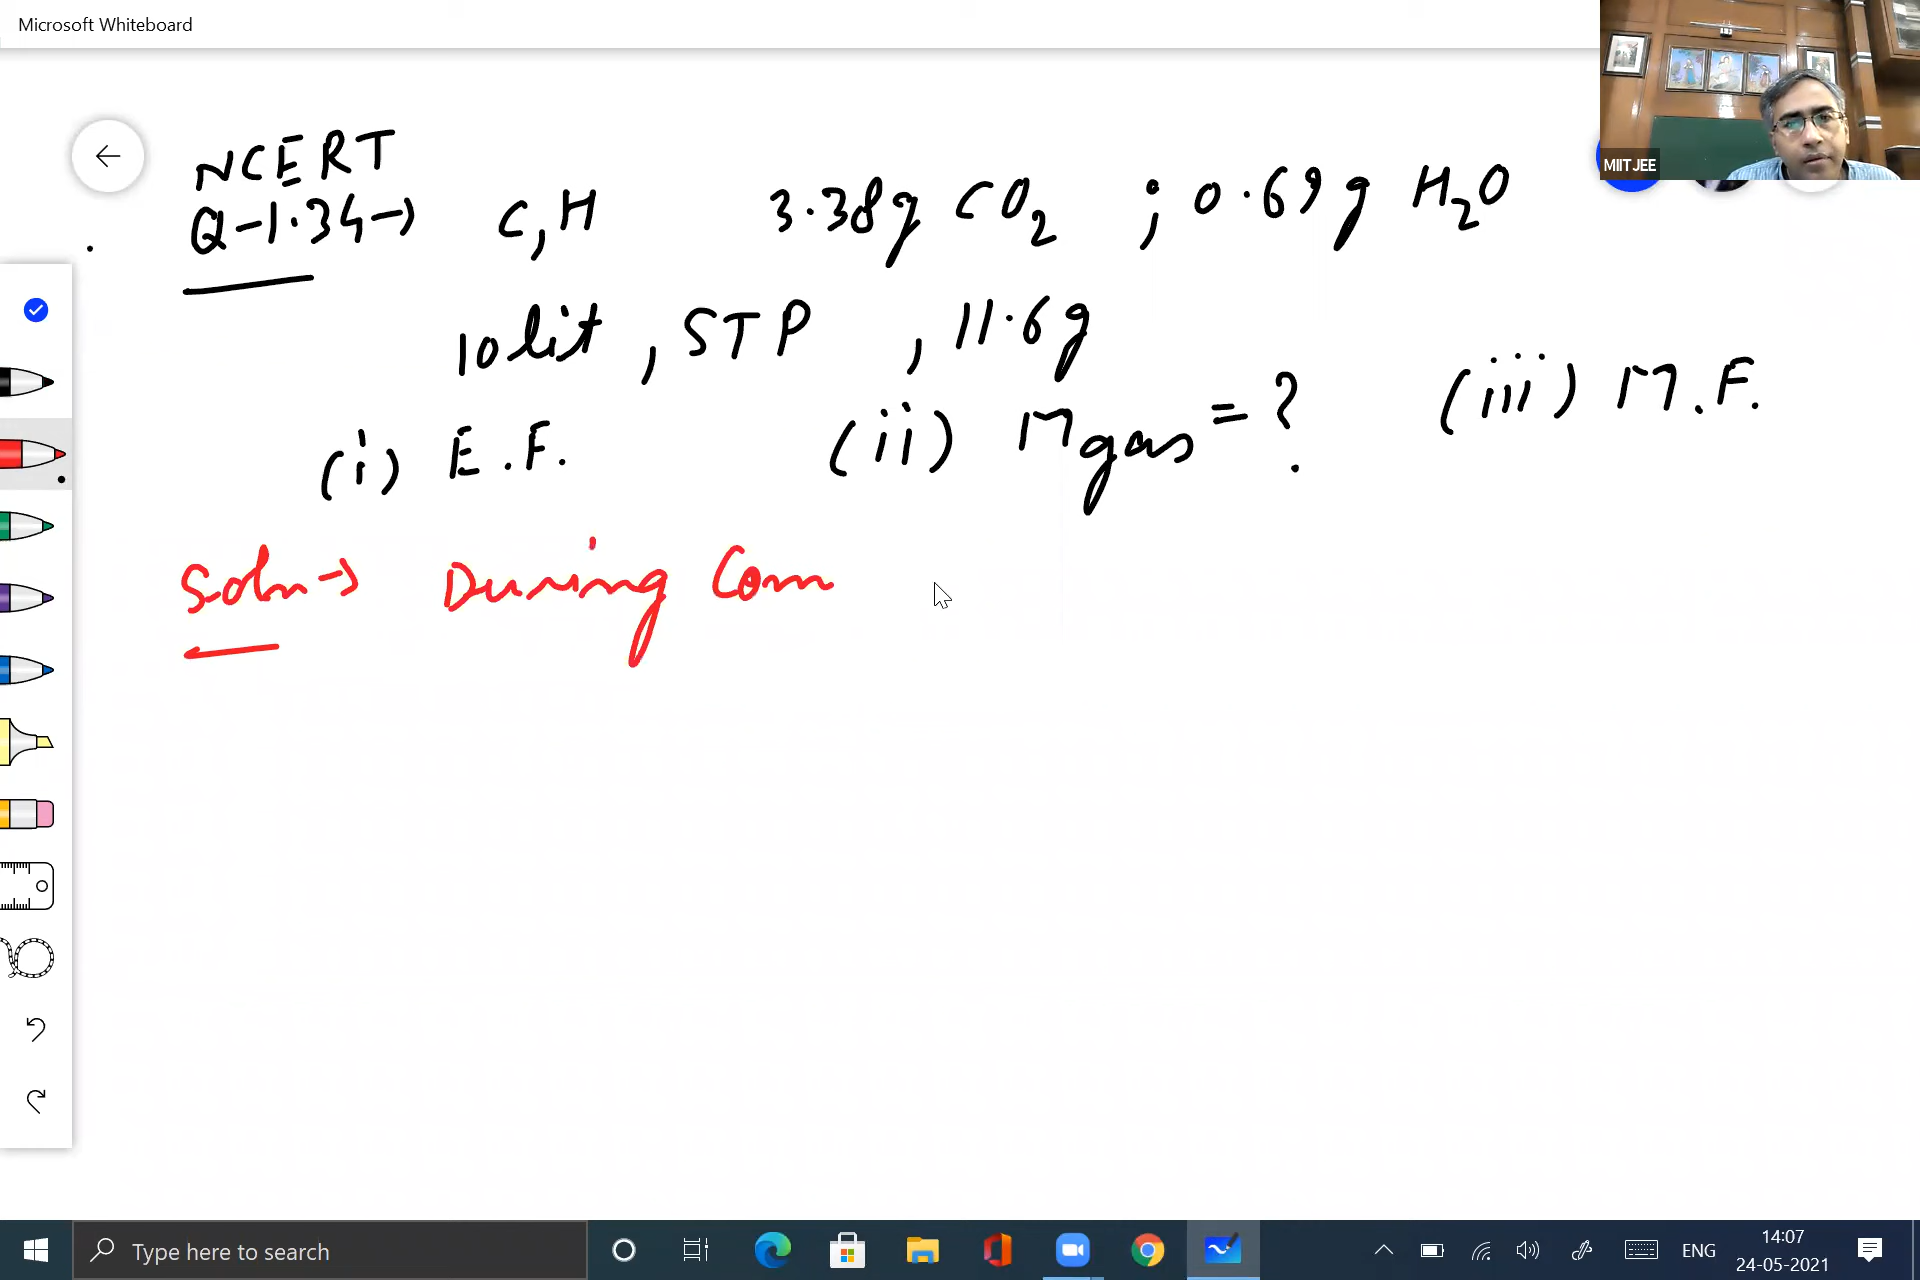 Microsoft Whiteboard
MIIT JEE
NCERT
Q-1.34→ C,H 3.38g CO₂ ; 0.69g H₂O
10 lit , STP , 11.6g
(i) E.F. (ii) Mgas = ? (iii) M.F.
Soln→ During Com
Type here to search
ENG
14:07
24-05-2021